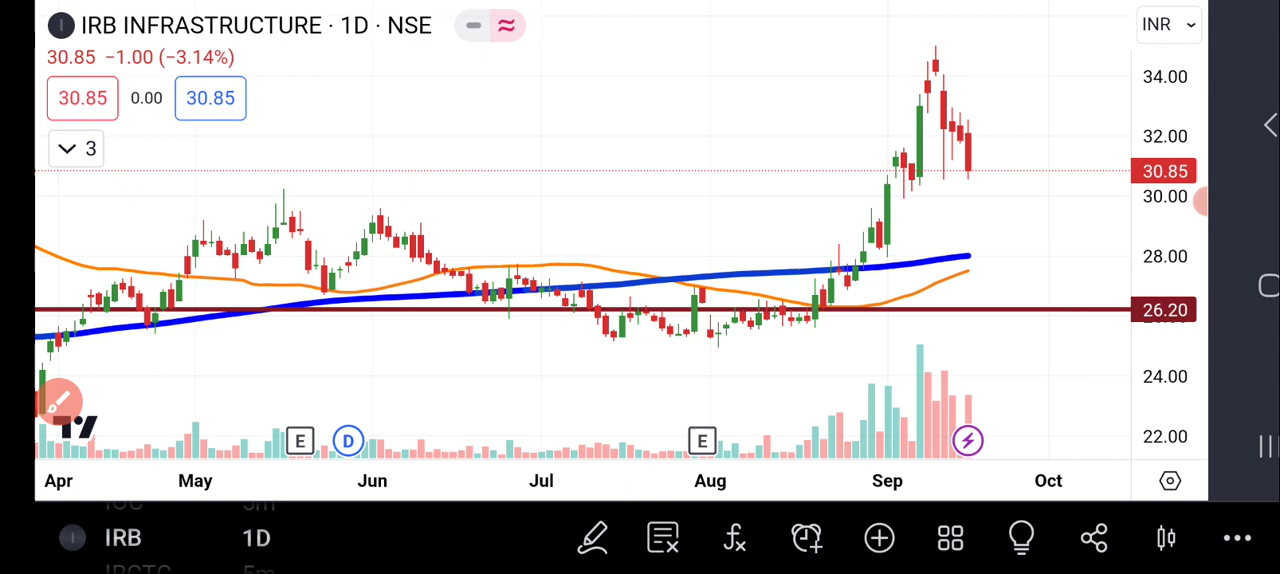 IRB INFRASTRUCTURE · 1D · NSE
INR
30.85 −1.00 (−3.14%)
30.85 0.00 30.85
3
34.00
32.00
30.85
30.00
28.00
26.20
24.00
22.00
E D E
Apr May Jun Jul Aug Sep Oct
IRB 1D